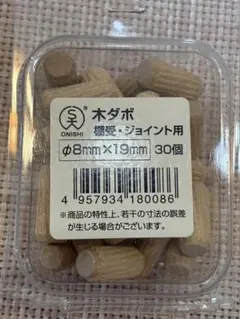 S大
ONISHI
木ダボ
棚受・ジョイント用
φ8mm×19mm 30個
4 957934 180086
※商品の特性上、若干の寸法の誤差
が生じる場合がございます。